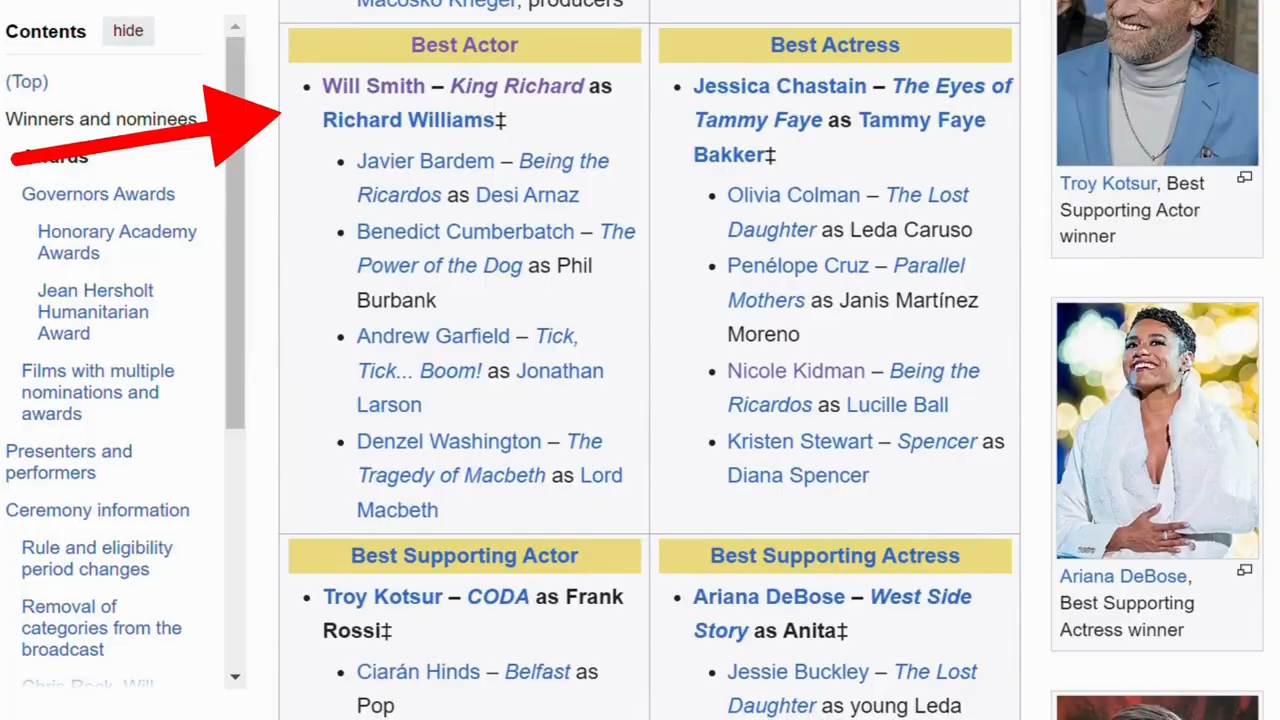 Contents hide
(Top)
Winners and nominees
Awards
Governors Awards
Honorary Academy
Awards
Jean Hersholt
Humanitarian
Award
Films with multiple
nominations and
awards
Presenters and
performers
Ceremony information
Rule and eligibility
period changes
Removal of
categories from the
broadcast
Chris Rock, Will
Macosko Krieger, producers
Best Actor
Will Smith – King Richard as
Richard Williams‡
Javier Bardem – Being the
Ricardos as Desi Arnaz
Benedict Cumberbatch – The
Power of the Dog as Phil
Burbank
Andrew Garfield – Tick,
Tick... Boom! as Jonathan
Larson
Denzel Washington – The
Tragedy of Macbeth as Lord
Macbeth
Best Actress
Jessica Chastain – The Eyes of
Tammy Faye as Tammy Faye
Bakker‡
Olivia Colman – The Lost
Daughter as Leda Caruso
Penélope Cruz – Parallel
Mothers as Janis Martínez
Moreno
Nicole Kidman – Being the
Ricardos as Lucille Ball
Kristen Stewart – Spencer as
Diana Spencer
Best Supporting Actor
Troy Kotsur – CODA as Frank
Rossi‡
Ciarán Hinds – Belfast as
Pop
Best Supporting Actress
Ariana DeBose – West Side
Story as Anita‡
Jessie Buckley – The Lost
Daughter as young Leda
Troy Kotsur, Best
Supporting Actor
winner
Ariana DeBose,
Best Supporting
Actress winner